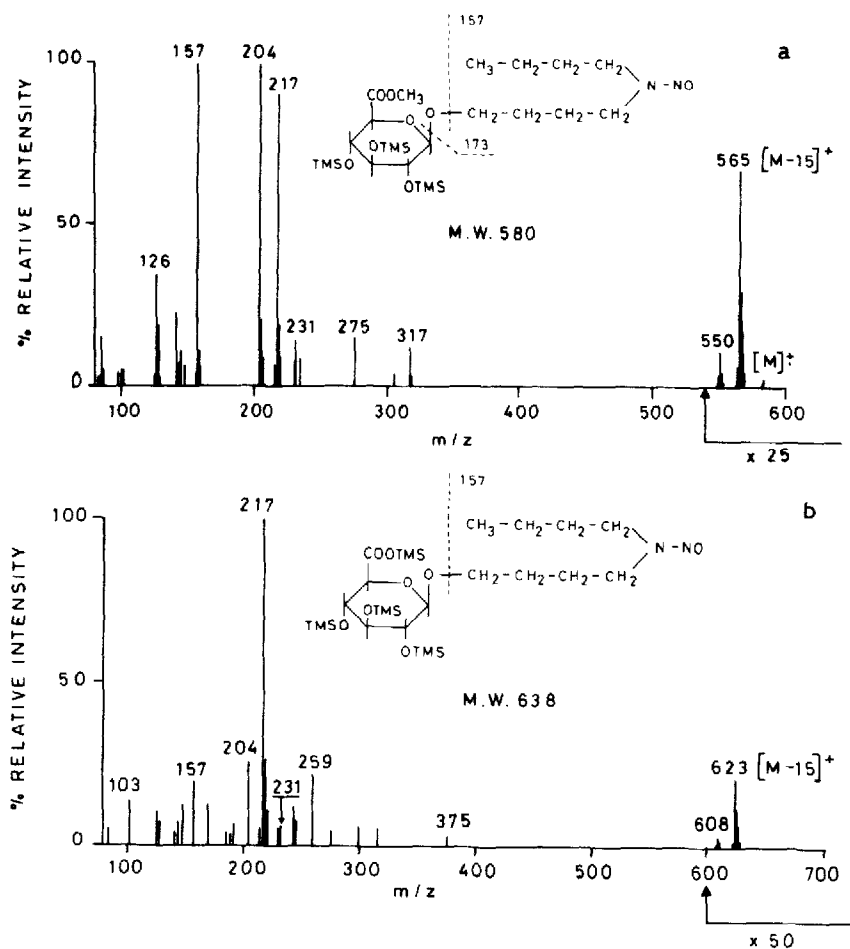 a
% RELATIVE INTENSITY
100
50
0
157
204
217
126
231
275
317
550
565 [M-15]+
[M]+.
157
CH3-CH2-CH2-CH2
N-NO
O-CH2-CH2-CH2-CH2
COOCH3
O
173
OTMS
TMSO
OTMS
M.W. 580
100 200 300 400 500 600
m/z
x 25
b
% RELATIVE INTENSITY
100
50
0
217
103
157
204
231
259
375
608
623 [M-15]+
157
CH3-CH2-CH2-CH2
N-NO
O-CH2-CH2-CH2-CH2
COOTMS
O
OTMS
TMSO
OTMS
M.W. 638
100 200 300 400 500 600 700
m/z
x 50